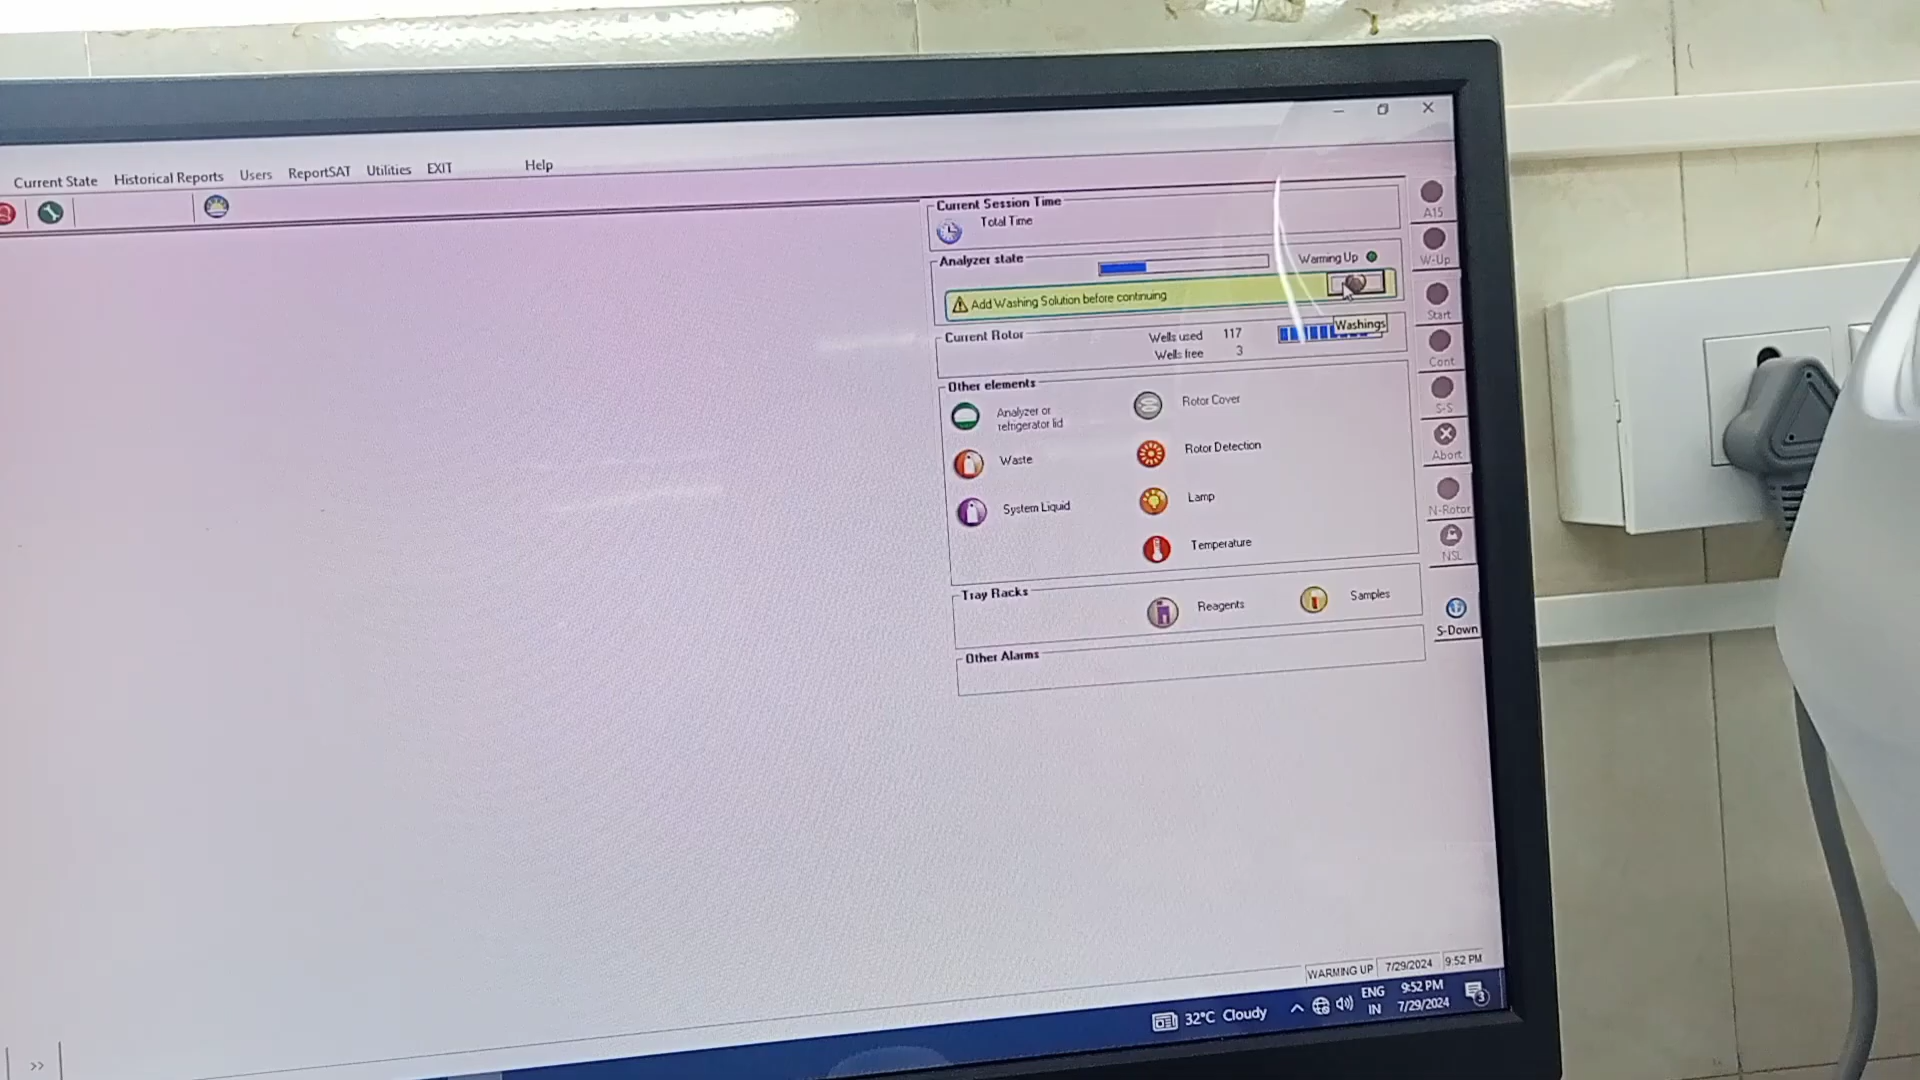 Current State Historical Reports Users ReportSAT Utilities EXIT Help
Current Session Time
Total Time
Analyzer state
Warming Up
Add Washing Solution before continuing
Washings
Current Rotor
Wells used 117
Wells free 3
Other elements
Analyzer or
refrigerator lid
Rotor Cover
Waste
Rotor Detection
System Liquid
Lamp
Temperature
Tray Racks
Reagents
Samples
Other Alarms
A15
W-Up
Start
Cont
S-S
Abort
N-Rotor
NSL
S-Down
WARMING UP 7/29/2024 9:52 PM
32°C Cloudy
ENG
IN
9:52 PM
7/29/2024
3
>>